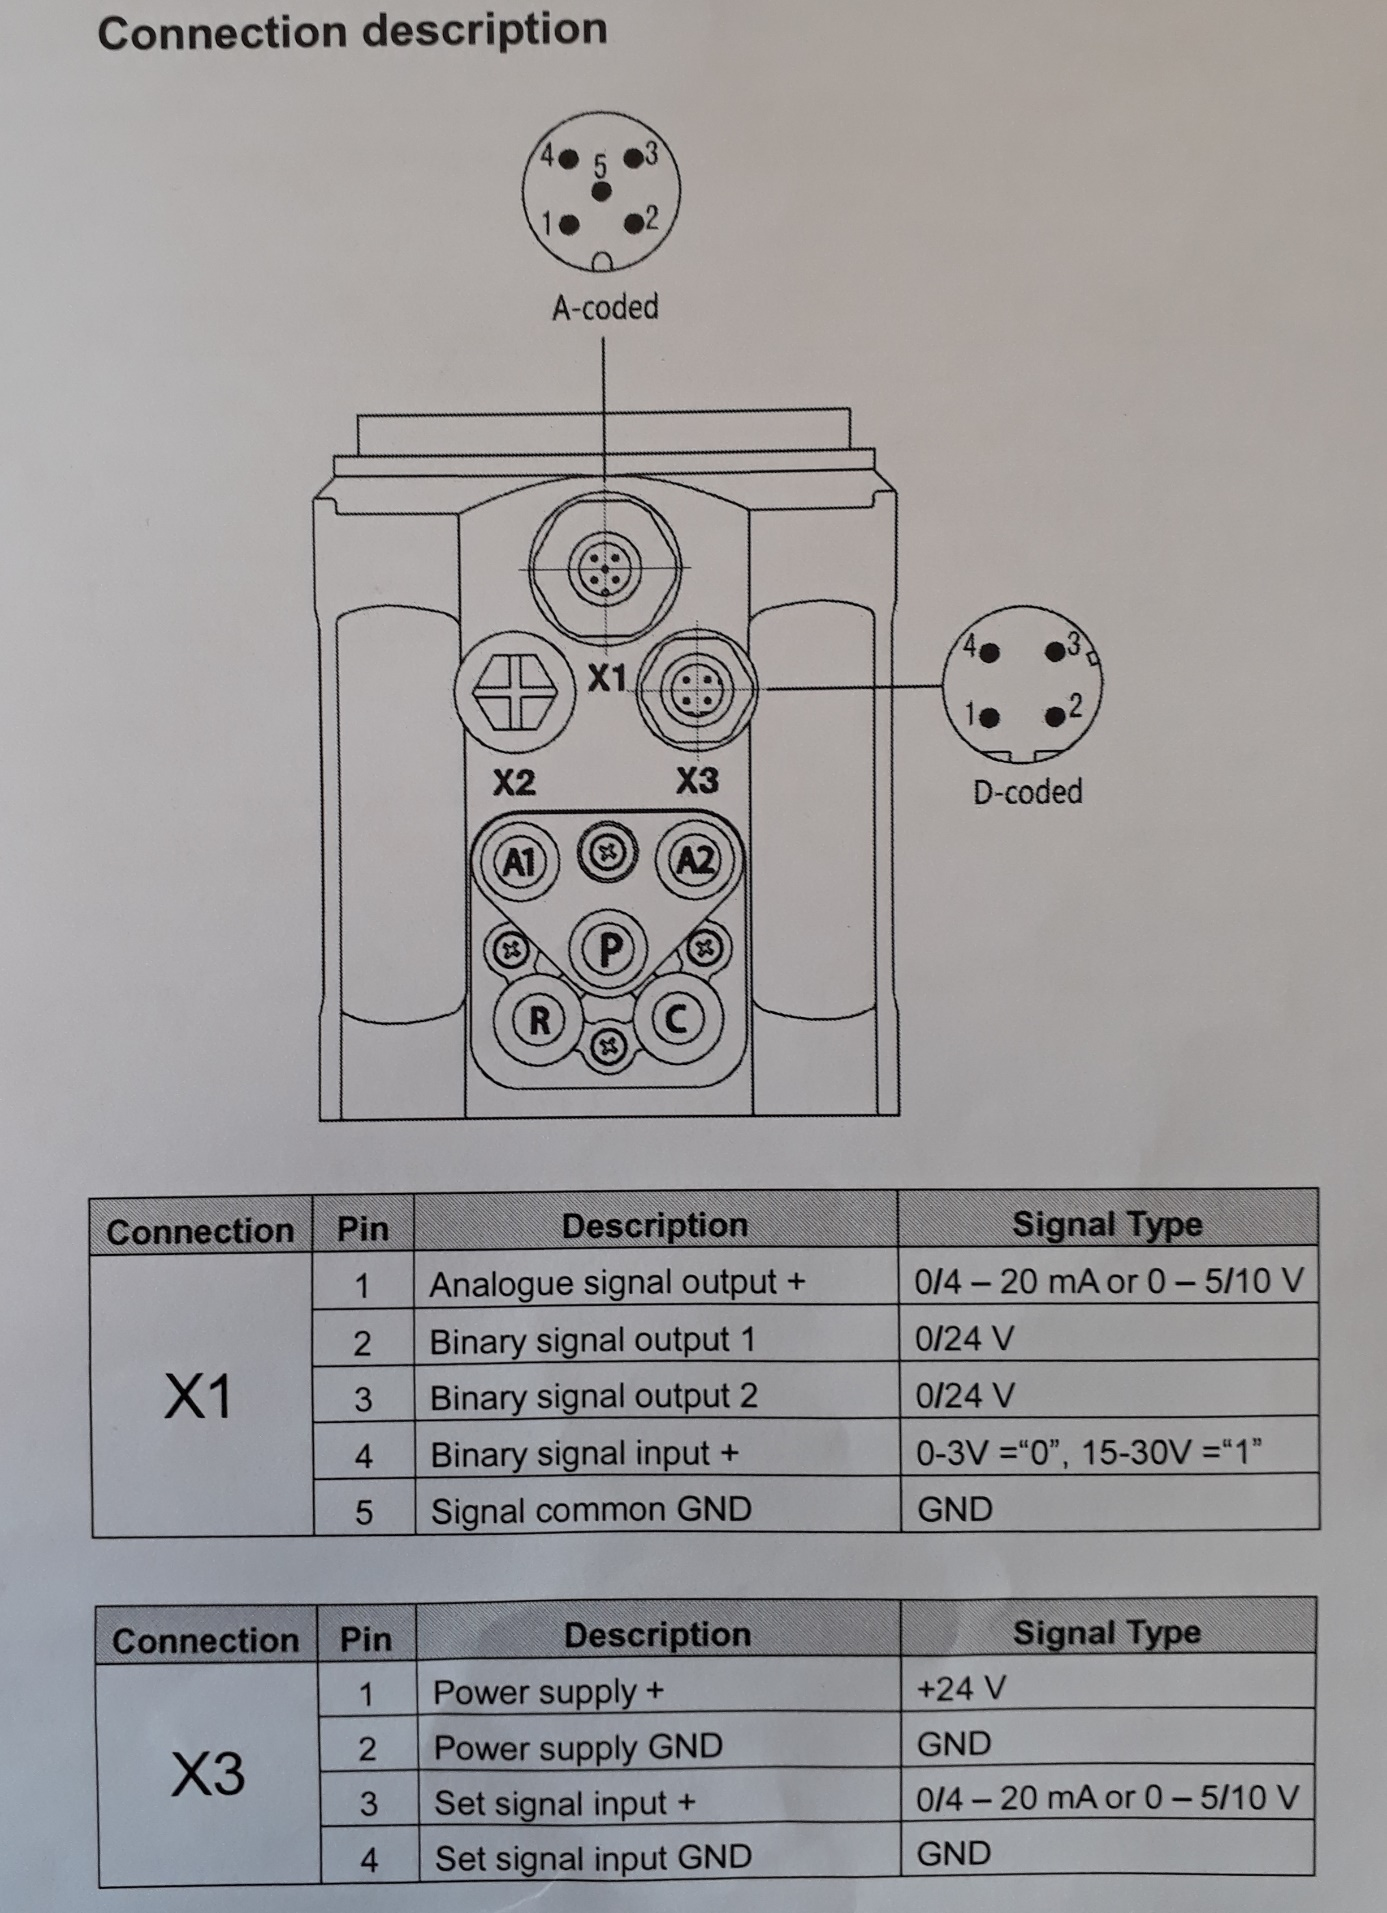 Connection description
4 5 3
1 2
A-coded
X1
4 3
1 2
X2 X3
D-coded
A1 A2
P
R C
Connection Pin Description Signal Type
X1
1 Analogue signal output + 0/4 – 20 mA or 0 – 5/10 V
2 Binary signal output 1 0/24 V
3 Binary signal output 2 0/24 V
4 Binary signal input + 0-3V =“0”, 15-30V =“1”
5 Signal common GND GND
Connection Pin Description Signal Type
X3
1 Power supply + +24 V
2 Power supply GND GND
3 Set signal input + 0/4 – 20 mA or 0 – 5/10 V
4 Set signal input GND GND